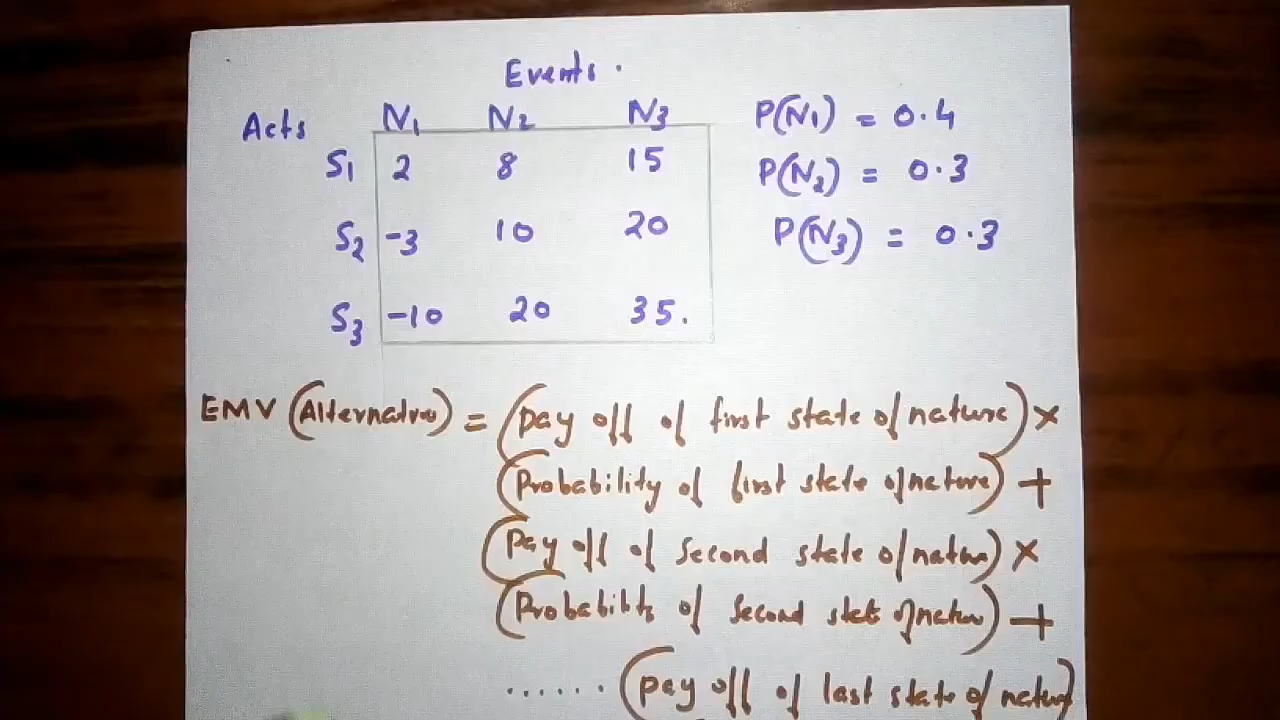 Events.
Acts N1 N2 N3 P(N1) = 0.4
S1 2 8 15 P(N2) = 0.3
S2 -3 10 20 P(N3) = 0.3
S3 -10 20 35.
EMV (Alternative) = (Pay off of first state of nature) ×
(Probability of first state of nature) +
(Pay off of second state of nature) ×
(Probability of second state of nature) +
...... (pay off of last state of nature)